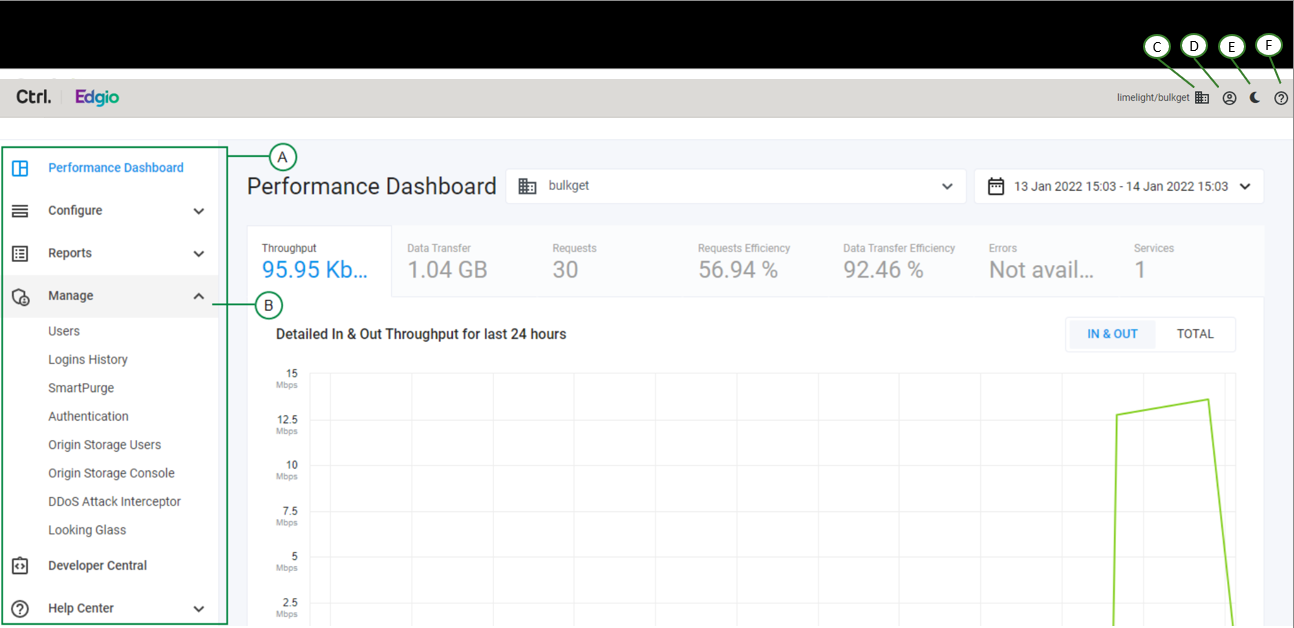 C D E F
Ctrl. Edgio limelight/bulkget
A
Performance Dashboard
Configure
Reports
Manage
B
Users
Logins History
SmartPurge
Authentication
Origin Storage Users
Origin Storage Console
DDoS Attack Interceptor
Looking Glass
Developer Central
Help Center
Performance Dashboard bulkget 13 Jan 2022 15:03 - 14 Jan 2022 15:03
Throughput Data Transfer Requests Requests Efficiency Data Transfer Efficiency Errors Services
95.95 Kb... 1.04 GB 30 56.94 % 92.46 % Not avail... 1
Detailed In & Out Throughput for last 24 hours IN & OUT TOTAL
15
Mbps
12.5
Mbps
10
Mbps
7.5
Mbps
5
Mbps
2.5
Mbps